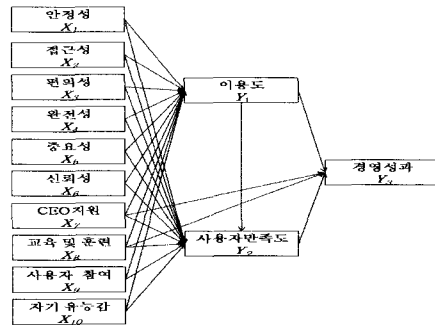 안정성
X1
접근성
X2
편의성
X3
완전성
X4
중요성
X5
신뢰성
X6
CEO지원
X7
교육 및 훈련
X8
사용자 참여
X9
자기 유능감
X10
이용도
Y1
사용자만족도
Y2
경영성과
Y3